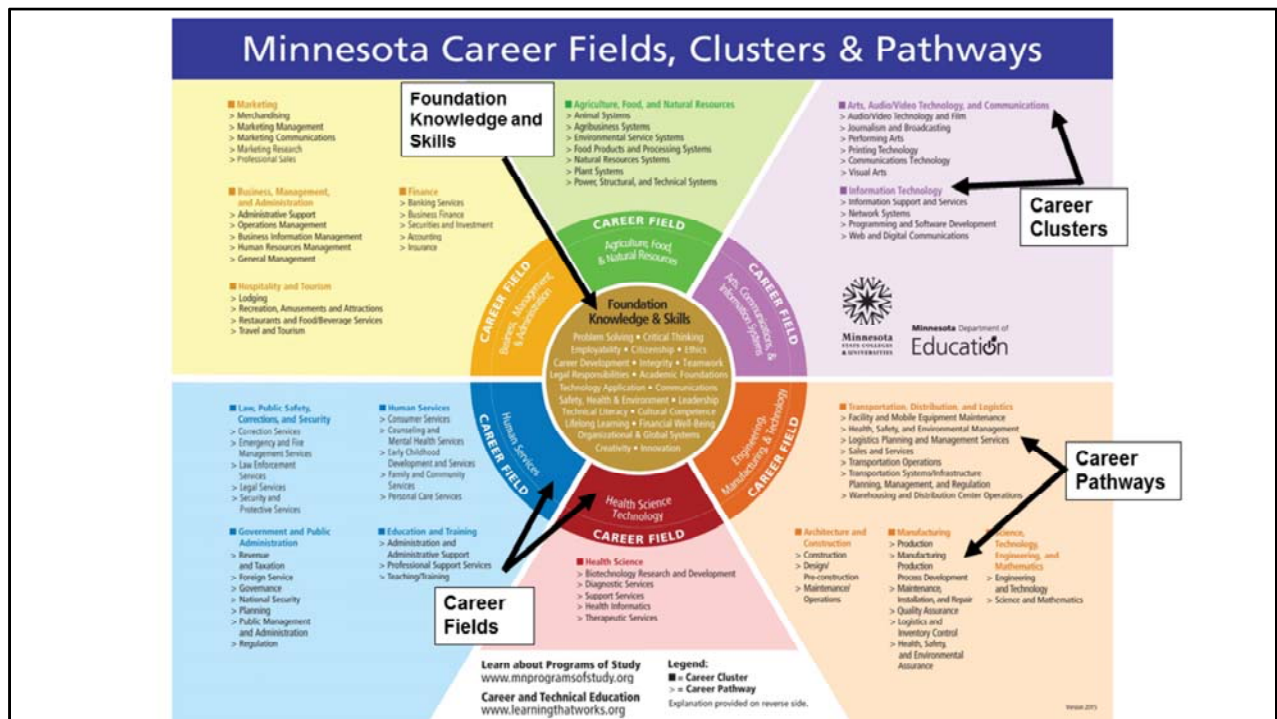 Minnesota Career Fields, Clusters & Pathways
Foundation
Knowledge and
Skills
■ Marketing
> Merchandising
> Marketing Management
> Marketing Communications
> Marketing Research
> Professional Sales
■ Business, Management,
and Administration
> Administrative Support
> Operations Management
> Business Information Management
> Human Resources Management
> General Management
■ Finance
> Banking Services
> Business Finance
> Securities and Investment
> Accounting
> Insurance
■ Hospitality and Tourism
> Lodging
> Recreation, Amusements and Attractions
> Restaurants and Food/Beverage Services
> Travel and Tourism
■ Agriculture, Food, and Natural Resources
> Animal Systems
> Agribusiness Systems
> Environmental Service Systems
> Food Products and Processing Systems
> Natural Resources Systems
> Plant Systems
> Power, Structural, and Technical Systems
■ Arts, Audio/Video Technology, and Communications
> Audio/Video Technology and Film
> Journalism and Broadcasting
> Performing Arts
> Printing Technology
> Communications Technology
> Visual Arts
■ Information Technology
> Information Support and Services
> Network Systems
> Programming and Software Development
> Web and Digital Communications
Career
Clusters
MINNESOTA
STATE COLLEGES
& UNIVERSITIES
Minnesota Department of
Education
CAREER FIELD
Agriculture, Food,
& Natural Resources
CAREER FIELD
Arts, Communications, &
Information Systems
CAREER FIELD
Business, Management,
& Administration
Foundation
Knowledge & Skills
Problem Solving • Critical Thinking
Employability • Citizenship • Ethics
Career Development • Integrity • Teamwork
Legal Responsibilities • Academic Foundations
Technology Application • Communications
Safety, Health & Environment • Leadership
Technical Literacy • Cultural Competence
Lifelong Learning • Financial Well-Being
Organizational & Global Systems
Creativity • Innovation
CAREER FIELD
Human Services
Health Science
Technology
CAREER FIELD
Engineering,
Manufacturing, & Technology
CAREER FIELD
■ Law, Public Safety,
Corrections, and Security
> Correction Services
> Emergency and Fire
Management Services
> Law Enforcement
Services
> Legal Services
> Security and
Protective Services
■ Human Services
> Consumer Services
> Counseling and
Mental Health Services
> Early Childhood
Development and Services
> Family and Community
Services
> Personal Care Services
■ Government and Public
Administration
> Revenue
and Taxation
> Foreign Service
> Governance
> National Security
> Planning
> Public Management
and Administration
> Regulation
■ Education and Training
> Administration and
Administrative Support
> Professional Support Services
> Teaching/Training
Career
Fields
■ Health Science
> Biotechnology Research and Development
> Diagnostic Services
> Support Services
> Health Informatics
> Therapeutic Services
■ Transportation, Distribution, and Logistics
> Facility and Mobile Equipment Maintenance
> Health, Safety, and Environmental Management
> Logistics Planning and Management Services
> Sales and Services
> Transportation Operations
> Transportation Systems/Infrastructure
Planning, Management, and Regulation
> Warehousing and Distribution Center Operations
Career
Pathways
■ Architecture and
Construction
> Construction
> Design/
Pre-construction
> Maintenance/
Operations
■ Manufacturing
> Production
> Manufacturing
Production
Process Development
> Maintenance,
Installation, and Repair
> Quality Assurance
> Logistics and
Inventory Control
> Health, Safety,
and Environmental
Assurance
■ Science,
Technology,
Engineering, and
Mathematics
> Engineering
and Technology
> Science and Mathematics
Learn about Programs of Study
www.mnprogramsofstudy.org
Career and Technical Education
www.learningthatworks.org
Legend:
■ = Career Cluster
> = Career Pathway
Explanation provided on reverse side.
Version 2015